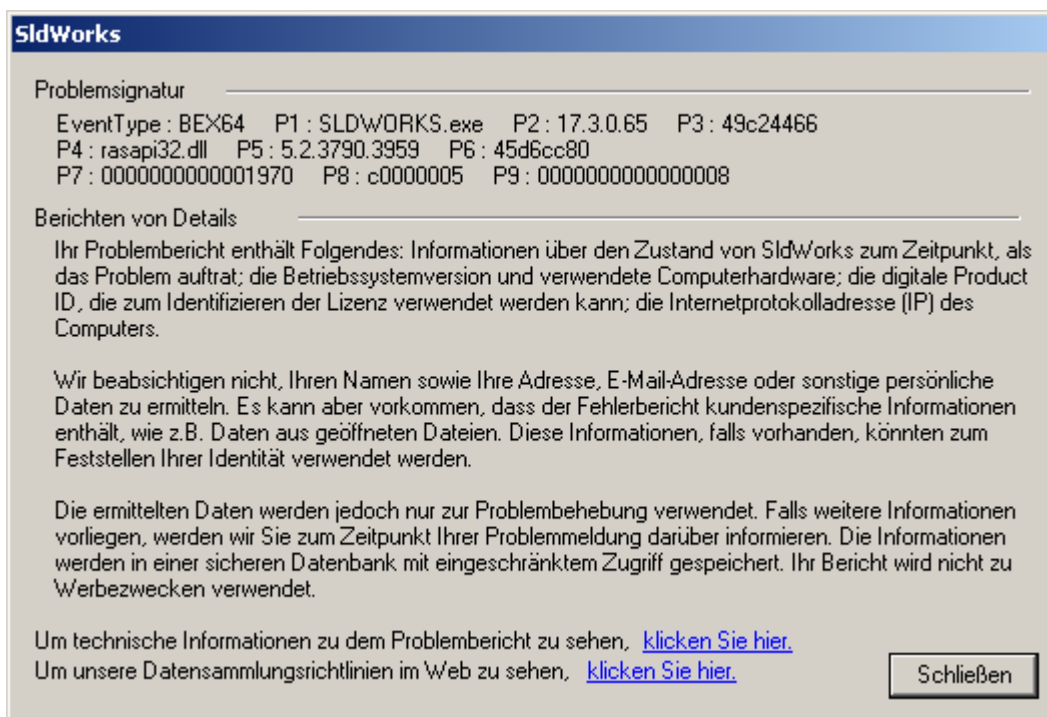 SldWorks
Problemsignatur
EventType : BEX64 P1 : SLDWORKS.exe P2 : 17.3.0.65 P3 : 49c24466
P4 : rasapi32.dll P5 : 5.2.3790.3959 P6 : 45d6cc80
P7 : 0000000000001970 P8 : c0000005 P9 : 0000000000000008
Berichten von Details
Ihr Problembericht enthält Folgendes: Informationen über den Zustand von SldWorks zum Zeitpunkt, als
das Problem auftrat; die Betriebssystemversion und verwendete Computerhardware; die digitale Product
ID, die zum Identifizieren der Lizenz verwendet werden kann; die Internetprotokolladresse (IP) des
Computers.
Wir beabsichtigen nicht, Ihren Namen sowie Ihre Adresse, E-Mail-Adresse oder sonstige persönliche
Daten zu ermitteln. Es kann aber vorkommen, dass der Fehlerbericht kundenspezifische Informationen
enthält, wie z.B. Daten aus geöffneten Dateien. Diese Informationen, falls vorhanden, könnten zum
Feststellen Ihrer Identität verwendet werden.
Die ermittelten Daten werden jedoch nur zur Problembehebung verwendet. Falls weitere Informationen
vorliegen, werden wir Sie zum Zeitpunkt Ihrer Problemmeldung darüber informieren. Die Informationen
werden in einer sicheren Datenbank mit eingeschränktem Zugriff gespeichert. Ihr Bericht wird nicht zu
Werbezwecken verwendet.
Um technische Informationen zu dem Problembericht zu sehen, klicken Sie hier.
Um unsere Datensammlungsrichtlinien im Web zu sehen, klicken Sie hier.
Schließen